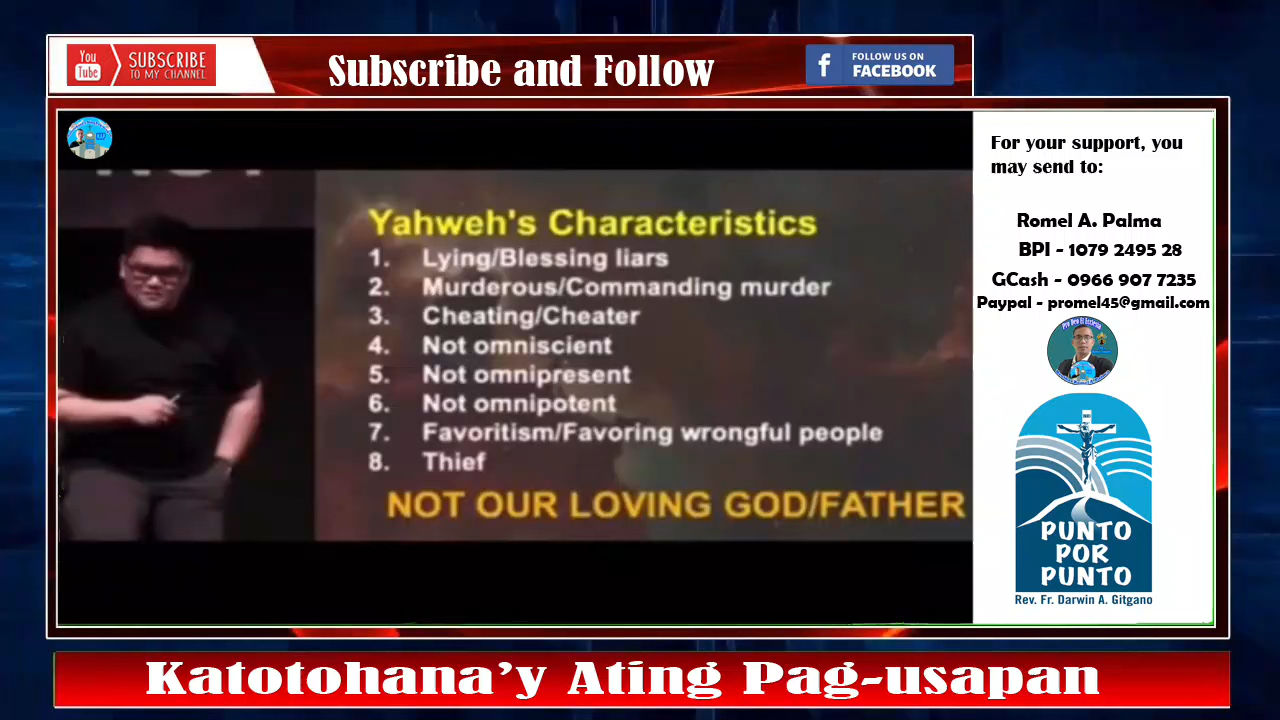 You
Tube
SUBSCRIBE
TO MY CHANNEL
Subscribe and Follow
FOLLOW US ON
FACEBOOK
Yahweh's Characteristics
1. Lying/Blessing liars
2. Murderous/Commanding murder
3. Cheating/Cheater
4. Not omniscient
5. Not omnipresent
6. Not omnipotent
7. Favoritism/Favoring wrongful people
8. Thief
NOT OUR LOVING GOD/FATHER
For your support, you
may send to:
Romel A. Palma
BPI - 1079 2495 28
GCash - 0966 907 7235
Paypal - promel45@gmail.com
Pro Deo Et Ecclesia
PUNTO
POR
PUNTO
Rev. Fr. Darwin A. Gitgano
Katotohana'y Ating Pag-usapan